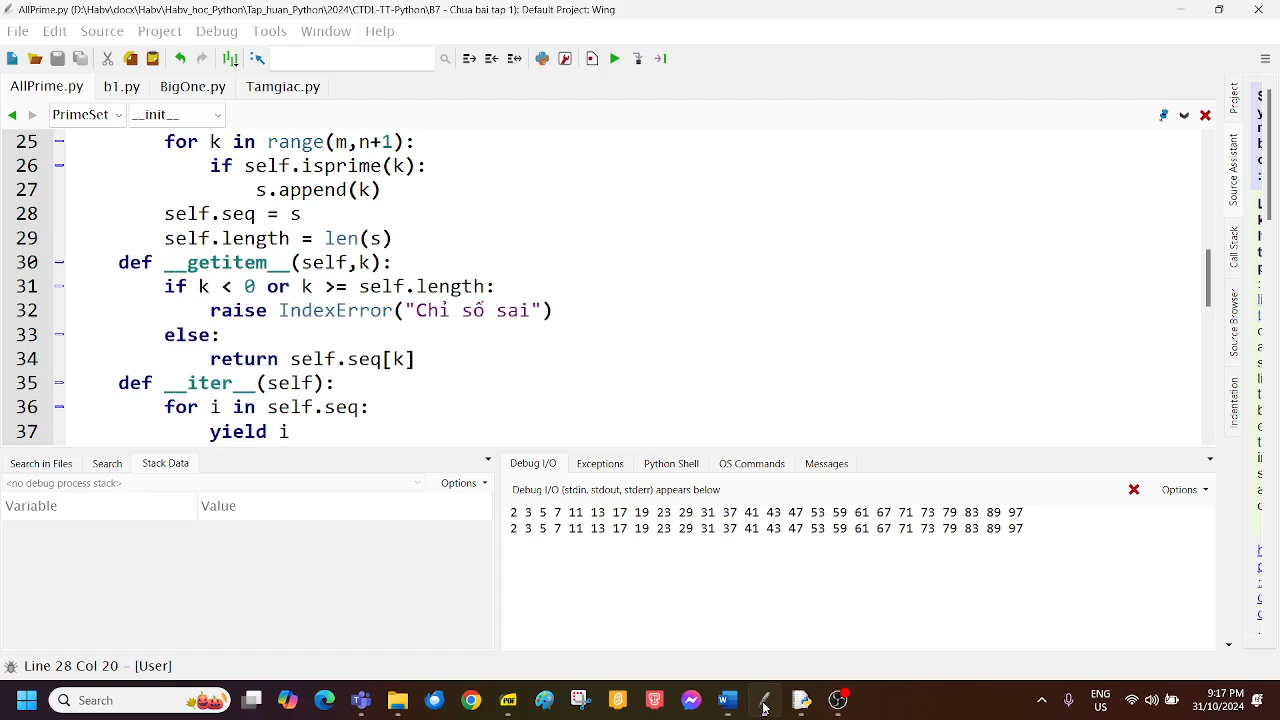 AllPrime.py (D:\Habv\docx\Habv\Habv_hoc_Python\Tap_huan_Python\2024\CTDL-TT-Python\B7 - Chua bai tap 1): Default Project: Wing
File Edit Source Project Debug Tools Window Help
AllPrime.py b1.py BigOne.py Tamgiac.py
PrimeSet __init__
25 for k in range(m,n+1):
26 if self.isprime(k):
27 s.append(k)
28 self.seq = s
29 self.length = len(s)
30 def __getitem__(self,k):
31 if k < 0 or k >= self.length:
32 raise IndexError("Chỉ số sai")
33 else:
34 return self.seq[k]
35 def __iter__(self):
36 for i in self.seq:
37 yield i
Project
Source Assistant
Call Stack
Source Browser
Indentation
Search in Files Search Stack Data
<no debug process stack> Options
Variable Value
Debug I/O Exceptions Python Shell OS Commands Messages
Debug I/O (stdin, stdout, stderr) appears below Options
2 3 5 7 11 13 17 19 23 29 31 37 41 43 47 53 59 61 67 71 73 79 83 89 97
2 3 5 7 11 13 17 19 23 29 31 37 41 43 47 53 59 61 67 71 73 79 83 89 97
Line 28 Col 20 - [User]
Search
PDF
ENG
US
9:17 PM
31/10/2024